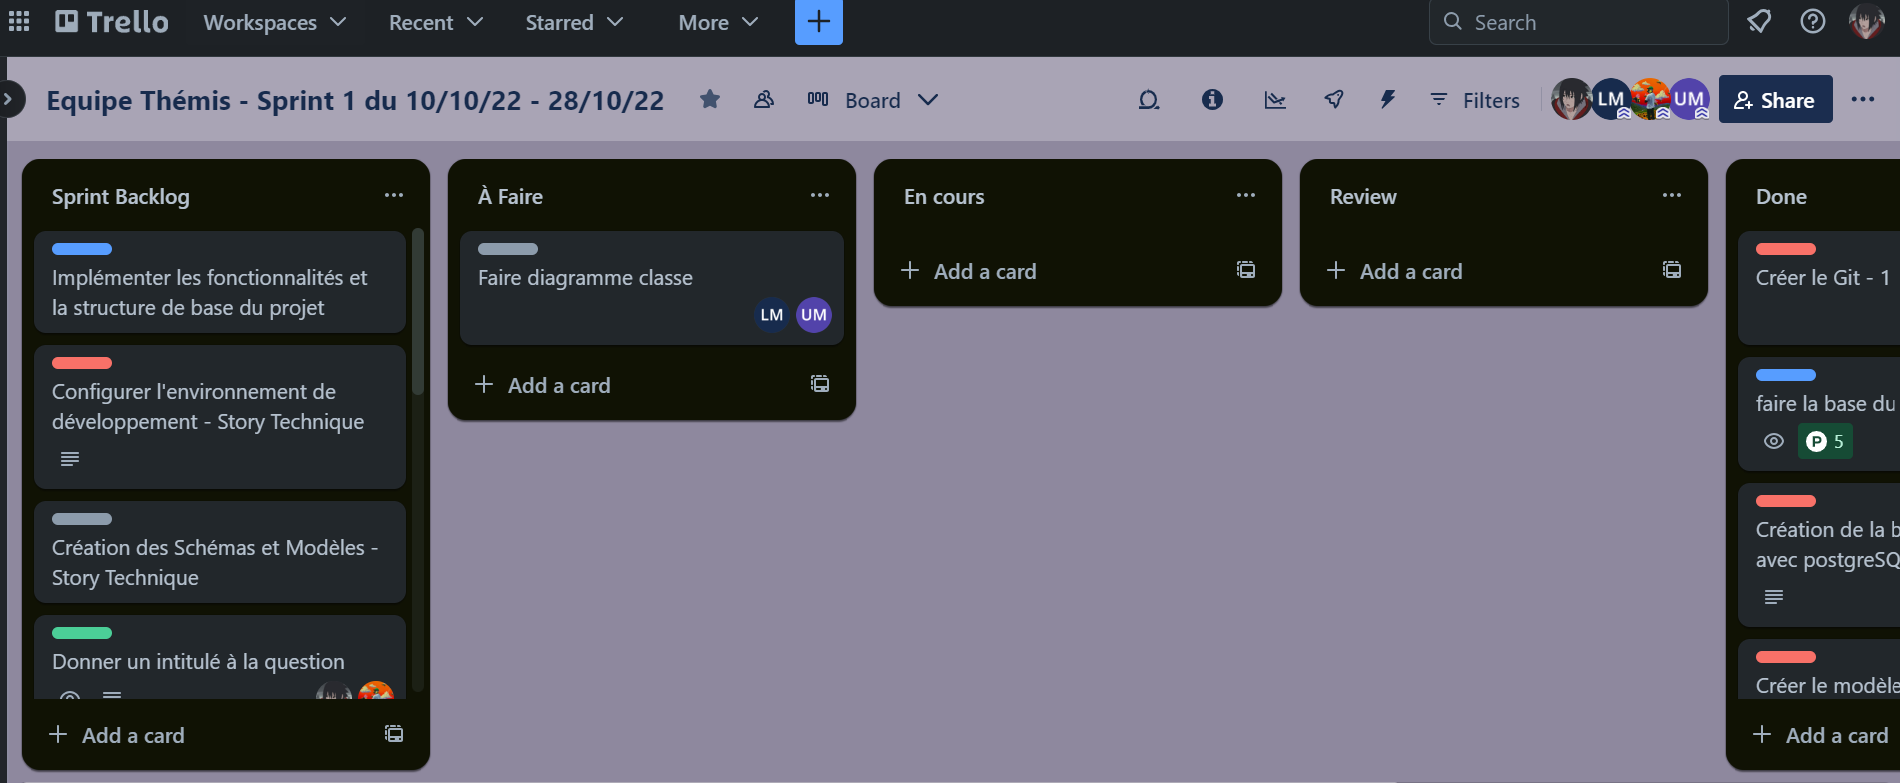 Trello
Workspaces
Recent
Starred
More
Search
Equipe Thémis - Sprint 1 du 10/10/22 - 28/10/22
Board
Filters
LM
UM
Share
Sprint Backlog
Implémenter les fonctionnalités et
la structure de base du projet
Configurer l'environnement de
développement - Story Technique
Création des Schémas et Modèles -
Story Technique
Donner un intitulé à la question
Add a card
À Faire
Faire diagramme classe
LM UM
Add a card
En cours
Add a card
Review
Add a card
Done
Créer le Git - 1
faire la base du
P 5
Création de la b
avec postgreSQ
Créer le modèle
Add a card